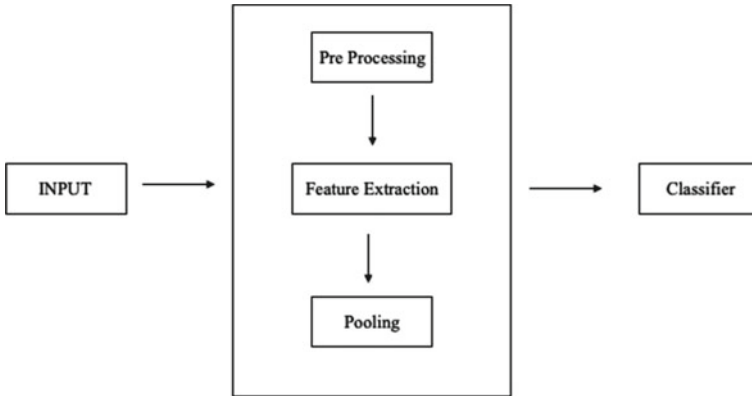 Pre Processing
INPUT
Feature Extraction
Classifier
Pooling